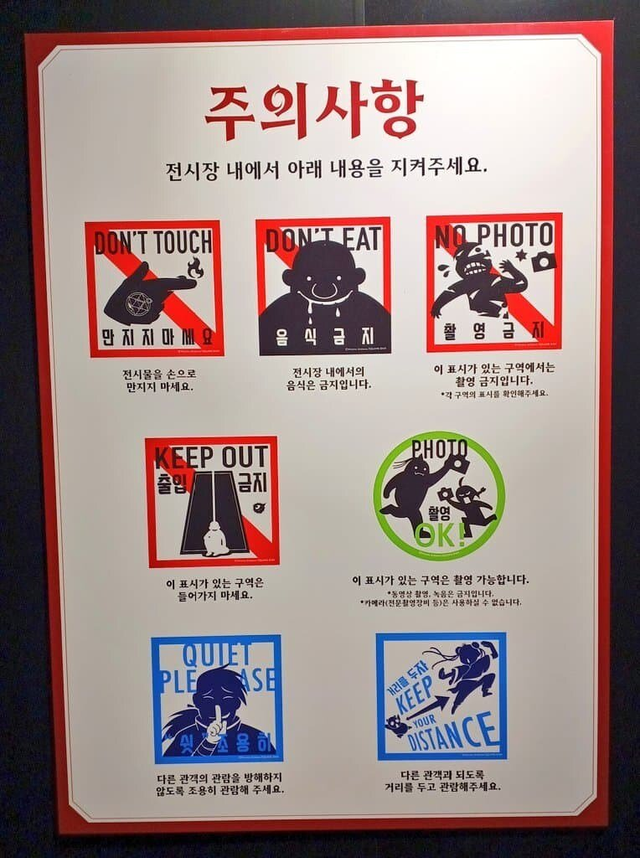 주의사항
전시장 내에서 아래 내용을 지켜주세요.
DON'T TOUCH
만지지마세요
전시물을 손으로
만지지 마세요.
DON'T EAT
음식금지
전시장 내에서의
음식은 금지입니다.
NO PHOTO
촬영금지
이 표시가 있는 구역에서는
촬영 금지입니다.
*각 구역의 표시를 확인해주세요.
KEEP OUT
출입 금지
이 표시가 있는 구역은
들어가지 마세요.
PHOTO
촬영
OK!
이 표시가 있는 구역은 촬영 가능합니다.
*동영상 촬영, 녹음은 금지입니다.
*카메라(전문촬영장비 등)은 사용하실 수 없습니다.
QUIET
PLEASE
쉿 조용히
다른 관객의 관람을 방해하지
않도록 조용히 관람해 주세요.
거리를 두자
KEEP
YOUR
DISTANCE
다른 관객과 되도록
거리를 두고 관람해주세요.